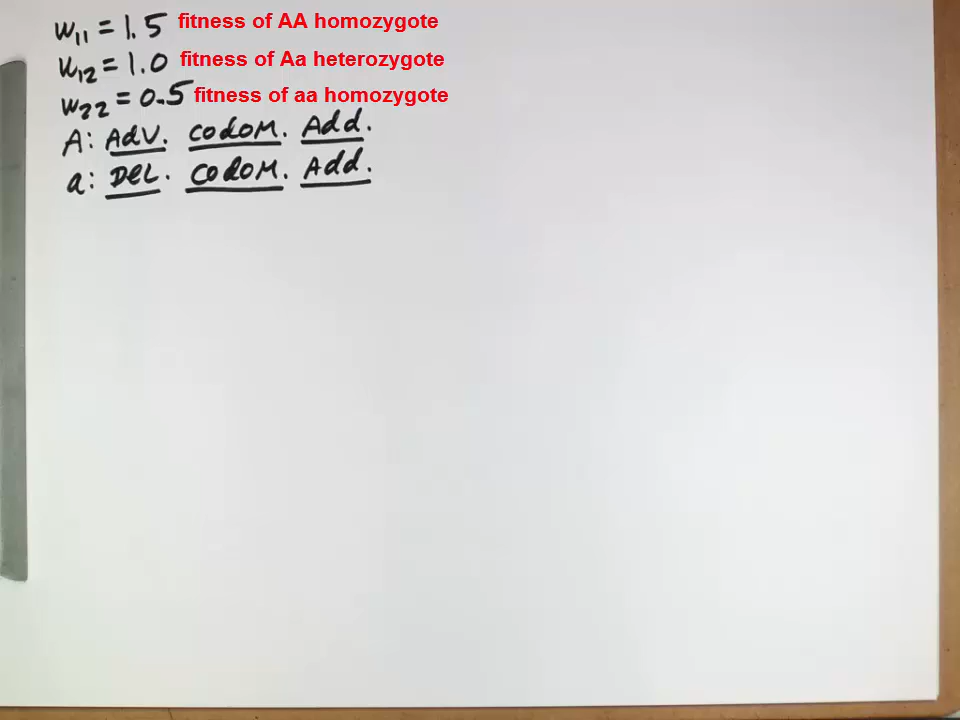 w11 = 1.5 fitness of AA homozygote
w12 = 1.0 fitness of Aa heterozygote
w22 = 0.5 fitness of aa homozygote
A: Adv. codom. Add.
a: Del. codom. Add.